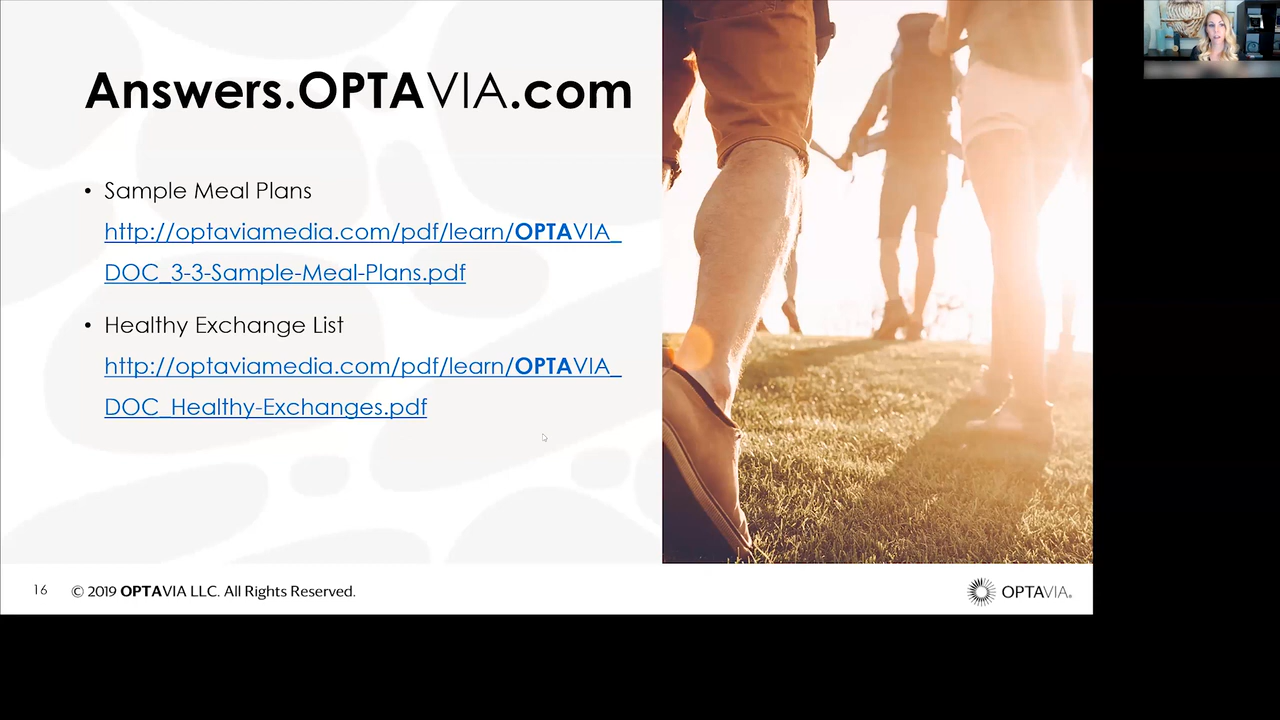 Answers.OPTAVIA.com
• Sample Meal Plans
http://optaviamedia.com/pdf/learn/OPTAVIA_
DOC_3-3-Sample-Meal-Plans.pdf
• Healthy Exchange List
http://optaviamedia.com/pdf/learn/OPTAVIA_
DOC_Healthy-Exchanges.pdf
16 © 2019 OPTAVIA LLC. All Rights Reserved.
OPTAVIA®